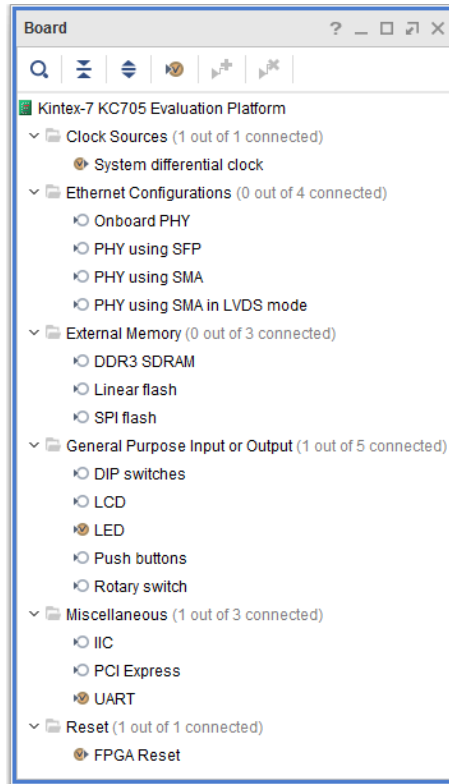 Board
Kintex-7 KC705 Evaluation Platform
Clock Sources (1 out of 1 connected)
System differential clock
Ethernet Configurations (0 out of 4 connected)
Onboard PHY
PHY using SFP
PHY using SMA
PHY using SMA in LVDS mode
External Memory (0 out of 3 connected)
DDR3 SDRAM
Linear flash
SPI flash
General Purpose Input or Output (1 out of 5 connected)
DIP switches
LCD
LED
Push buttons
Rotary switch
Miscellaneous (1 out of 3 connected)
IIC
PCI Express
UART
Reset (1 out of 1 connected)
FPGA Reset